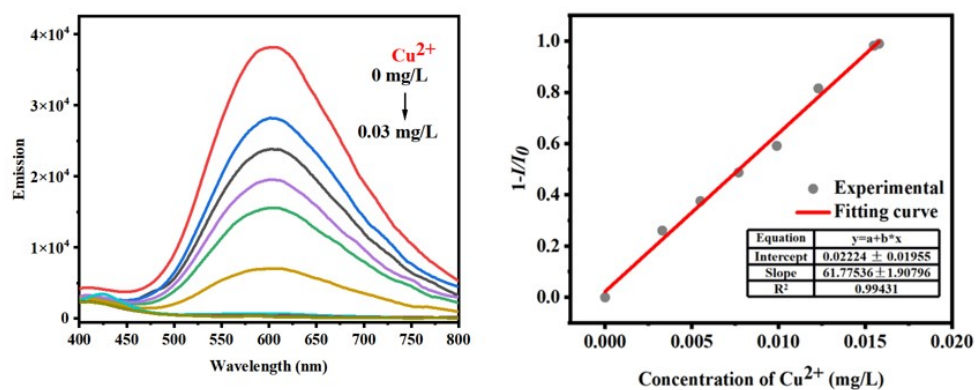 4×10⁴
3×10⁴
2×10⁴
1×10⁴
0
Emission
Cu²⁺
0 mg/L
0.03 mg/L
400 450 500 550 600 650 700 750 800
Wavelength (nm)
1.0
0.8
0.6
0.4
0.2
0.0
1-I/I₀
Experimental
Fitting curve
Equation y=a+b*x
Intercept 0.02224 ± 0.01955
Slope 61.77536±1.90796
R² 0.99431
0.000 0.005 0.010 0.015 0.020
Concentration of Cu²⁺ (mg/L)